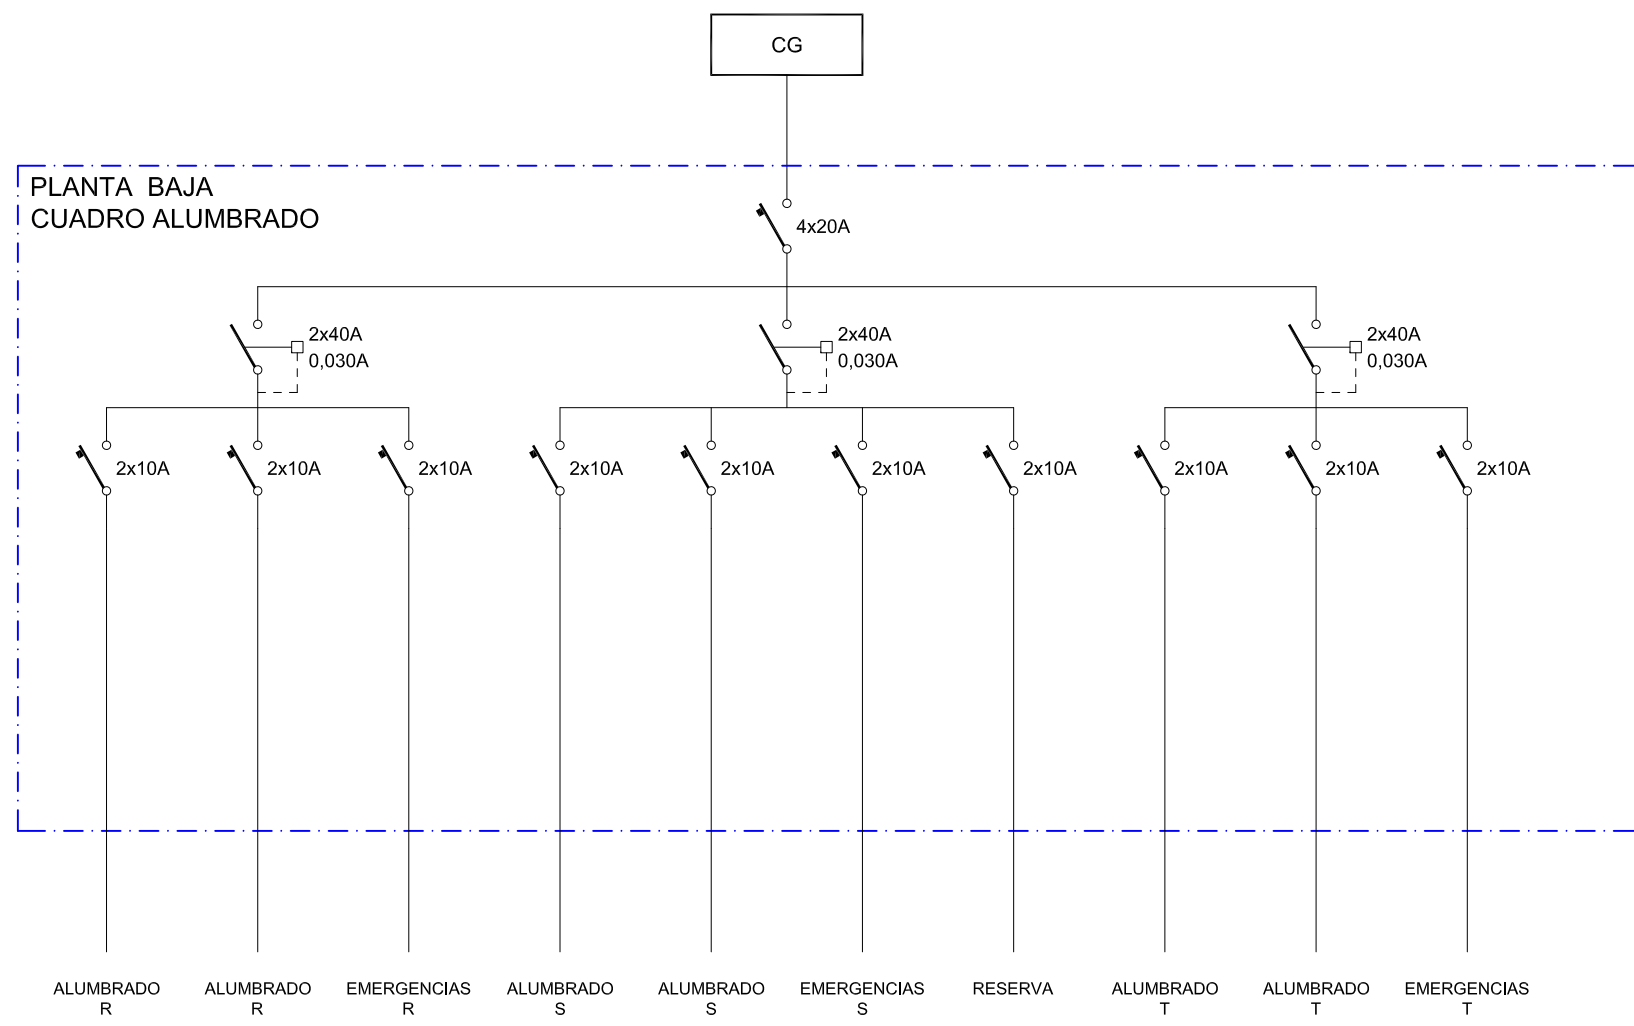 CG
PLANTA BAJA
CUADRO ALUMBRADO
4x20A
2x40A
0,030A
2x40A
0,030A
2x40A
0,030A
2x10A
2x10A
2x10A
2x10A
2x10A
2x10A
2x10A
2x10A
2x10A
2x10A
ALUMBRADO
R
ALUMBRADO
R
EMERGENCIAS
R
ALUMBRADO
S
ALUMBRADO
S
EMERGENCIAS
S
RESERVA
ALUMBRADO
T
ALUMBRADO
T
EMERGENCIAS
T